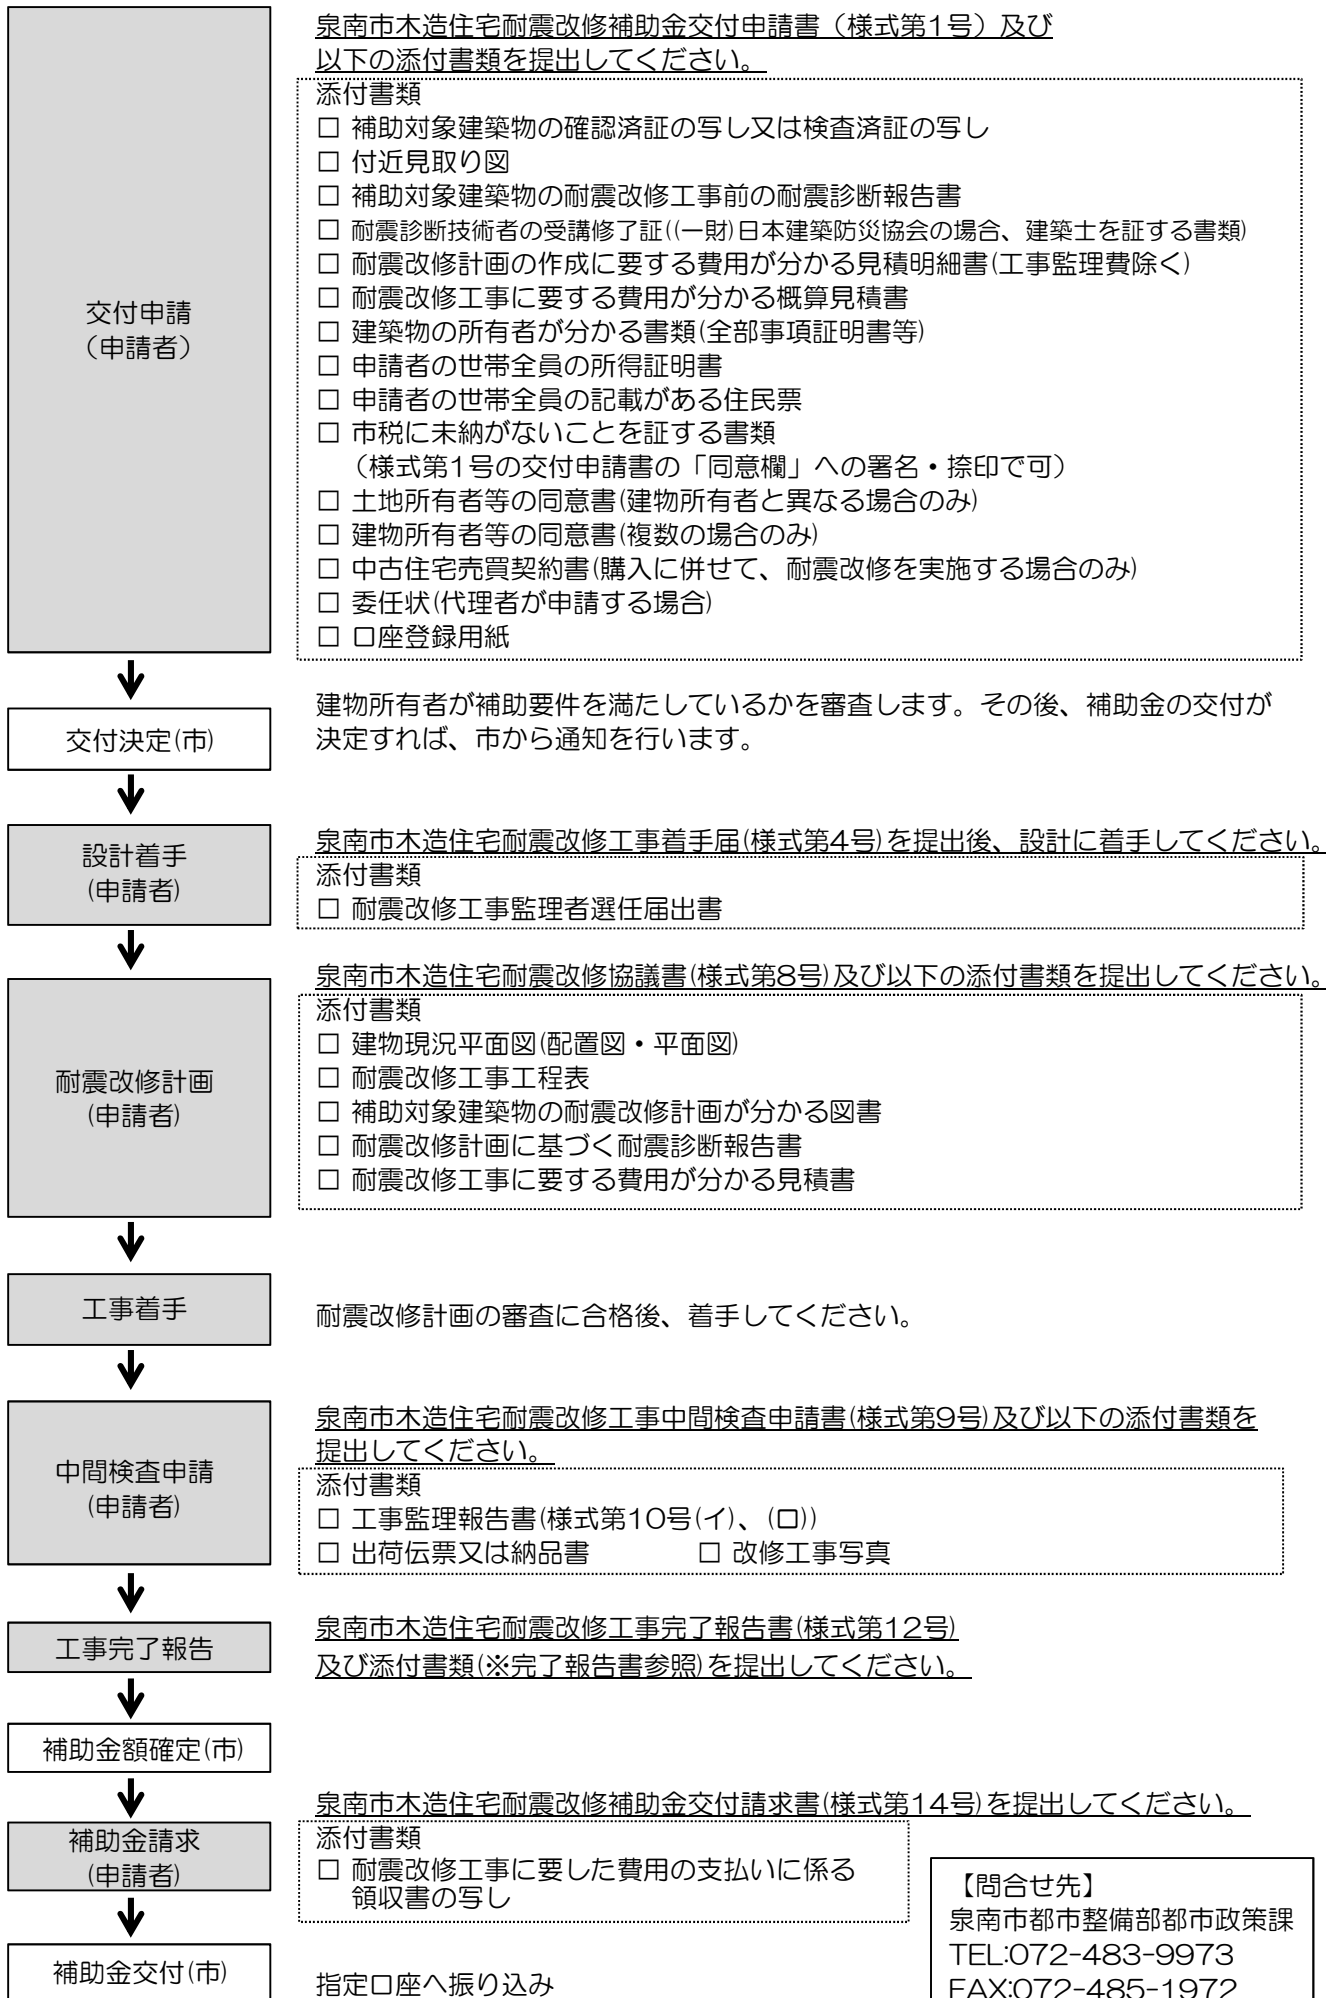 泉南市木造住宅耐震改修補助金交付申請書（様式第1号）及び
以下の添付書類を提出してください。
添付書類
□ 補助対象建築物の確認済証の写し又は検査済証の写し
□ 付近見取り図
□ 補助対象建築物の耐震改修工事前の耐震診断報告書
□ 耐震診断技術者の受講修了証((一財)日本建築防災協会の場合、建築士を証する書類)
□ 耐震改修計画の作成に要する費用が分かる見積明細書(工事監理費除く)
□ 耐震改修工事に要する費用が分かる概算見積書
□ 建築物の所有者が分かる書類(全部事項証明書等)
□ 申請者の世帯全員の所得証明書
□ 申請者の世帯全員の記載がある住民票
□ 市税に未納がないことを証する書類
（様式第1号の交付申請書の「同意欄」への署名・捺印で可）
□ 土地所有者等の同意書(建物所有者と異なる場合のみ)
□ 建物所有者等の同意書(複数の場合のみ)
□ 中古住宅売買契約書(購入に併せて、耐震改修を実施する場合のみ)
□ 委任状(代理者が申請する場合)
□ 口座登録用紙
交付申請
（申請者）
交付決定(市)
建物所有者が補助要件を満たしているかを審査します。その後、補助金の交付が
決定すれば、市から通知を行います。
設計着手
(申請者)
泉南市木造住宅耐震改修工事着手届(様式第4号)を提出後、設計に着手してください。
添付書類
□ 耐震改修工事監理者選任届出書
耐震改修計画
(申請者)
泉南市木造住宅耐震改修協議書(様式第8号)及び以下の添付書類を提出してください。
添付書類
□ 建物現況平面図(配置図・平面図)
□ 耐震改修工事工程表
□ 補助対象建築物の耐震改修計画が分かる図書
□ 耐震改修計画に基づく耐震診断報告書
□ 耐震改修工事に要する費用が分かる見積書
工事着手
耐震改修計画の審査に合格後、着手してください。
中間検査申請
(申請者)
泉南市木造住宅耐震改修工事中間検査申請書(様式第9号)及び以下の添付書類を
提出してください。
添付書類
□ 工事監理報告書(様式第10号(イ)、(ロ))
□ 出荷伝票又は納品書 □ 改修工事写真
工事完了報告
泉南市木造住宅耐震改修工事完了報告書(様式第12号)
及び添付書類(※完了報告書参照)を提出してください。
補助金額確定(市)
補助金請求
(申請者)
泉南市木造住宅耐震改修補助金交付請求書(様式第14号)を提出してください。
添付書類
□ 耐震改修工事に要した費用の支払いに係る
領収書の写し
補助金交付(市)
指定口座へ振り込み
【問合せ先】
泉南市都市整備部都市政策課
TEL:072-483-9973
FAX:072-485-1972